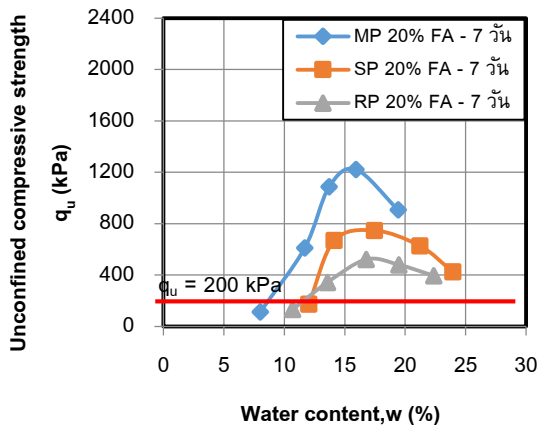 Unconfined compressive strength
qᵤ (kPa)
2400
2000
1600
1200
800
400
0
MP 20% FA - 7 วัน
SP 20% FA - 7 วัน
RP 20% FA - 7 วัน
qᵤ = 200 kPa
0 5 10 15 20 25 30
Water content,w (%)